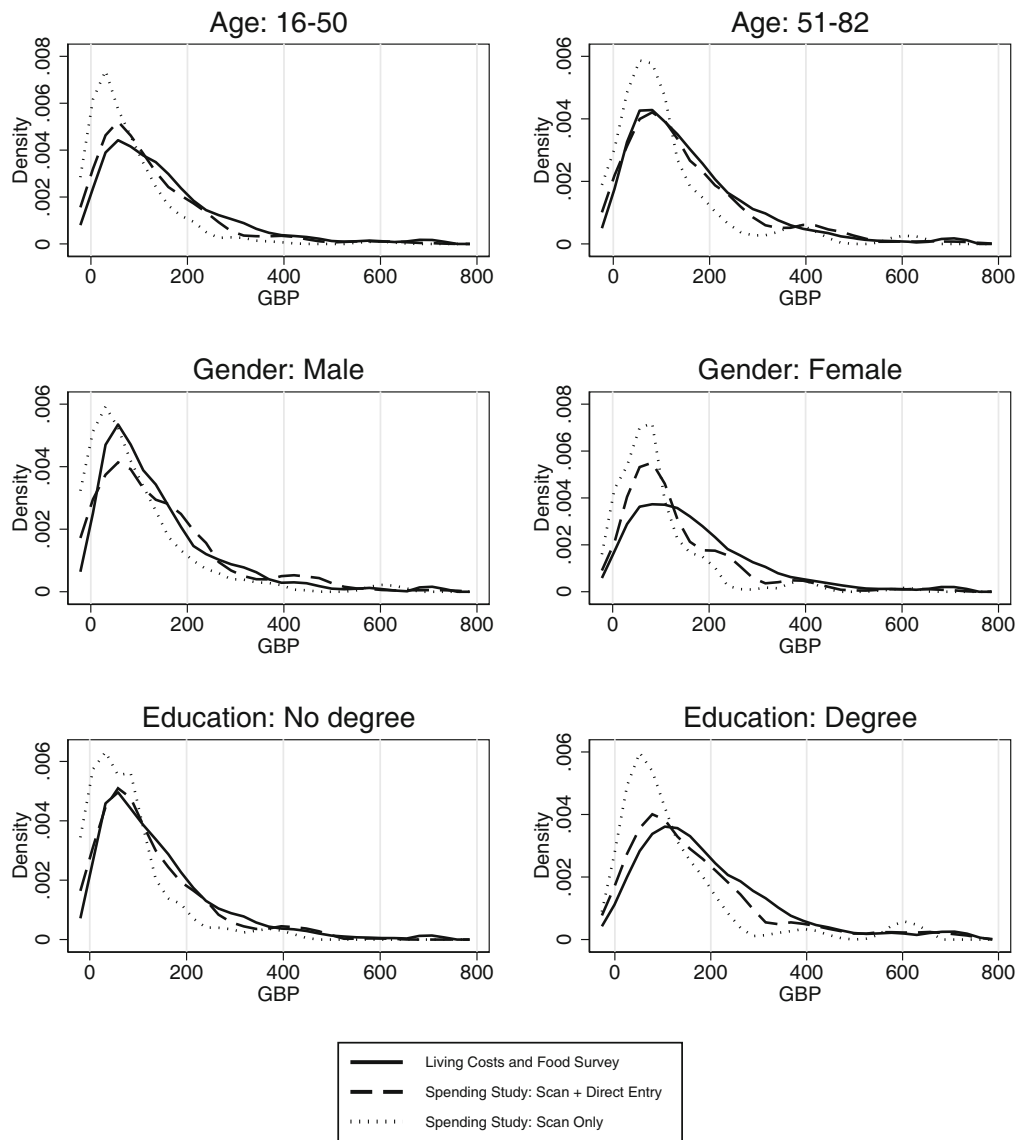 Age: 16-50
Density
0 .002 .004 .006 .008
0 200 400 600 800
GBP
Age: 51-82
Density
0 .002 .004 .006
0 200 400 600 800
GBP
Gender: Male
Density
0 .002 .004 .006
0 200 400 600 800
GBP
Gender: Female
Density
0 .002 .004 .006 .008
0 200 400 600 800
GBP
Education: No degree
Density
0 .002 .004 .006
0 200 400 600 800
GBP
Education: Degree
Density
0 .002 .004 .006
0 200 400 600 800
GBP
Living Costs and Food Survey
Spending Study: Scan + Direct Entry
Spending Study: Scan Only